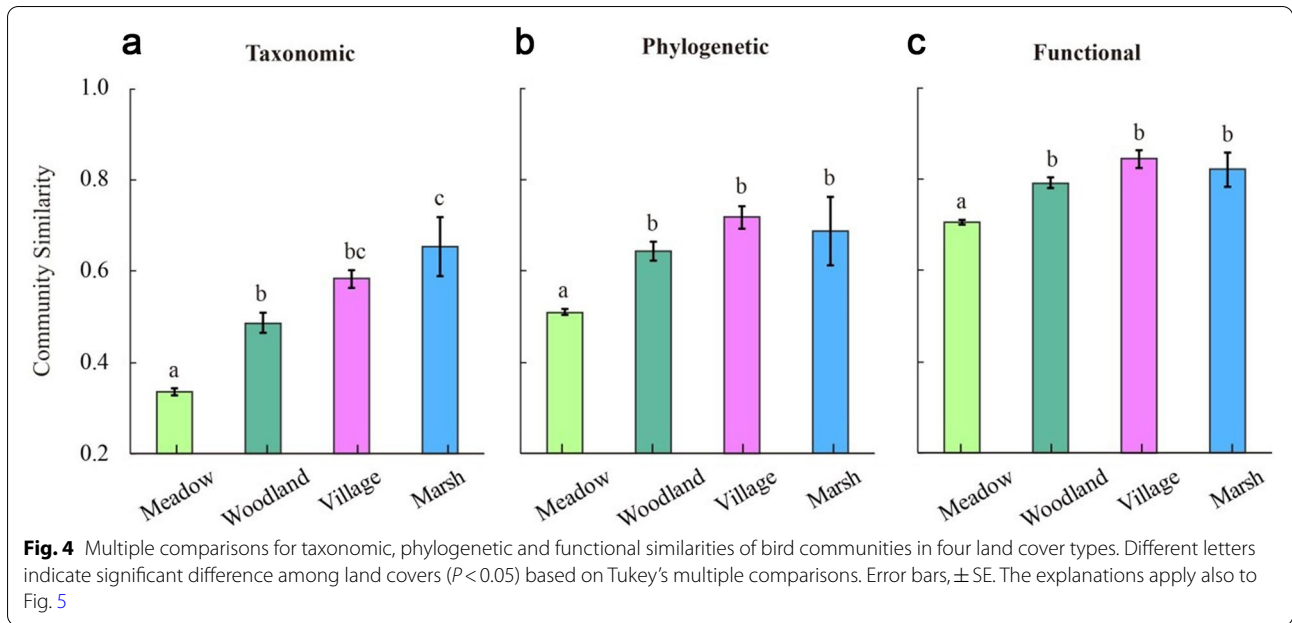 a
Taxonomic
b
Phylogenetic
c
Functional
Community Similarity
1.0
0.8
0.6
0.4
0.2
a
b
bc
c
Meadow
Woodland
Village
Marsh
a
b
b
b
Meadow
Woodland
Village
Marsh
a
b
b
b
Meadow
Woodland
Village
Marsh
Fig. 4 Multiple comparisons for taxonomic, phylogenetic and functional similarities of bird communities in four land cover types. Different letters
indicate significant difference among land covers (P < 0.05) based on Tukey's multiple comparisons. Error bars, ± SE. The explanations apply also to
Fig. 5